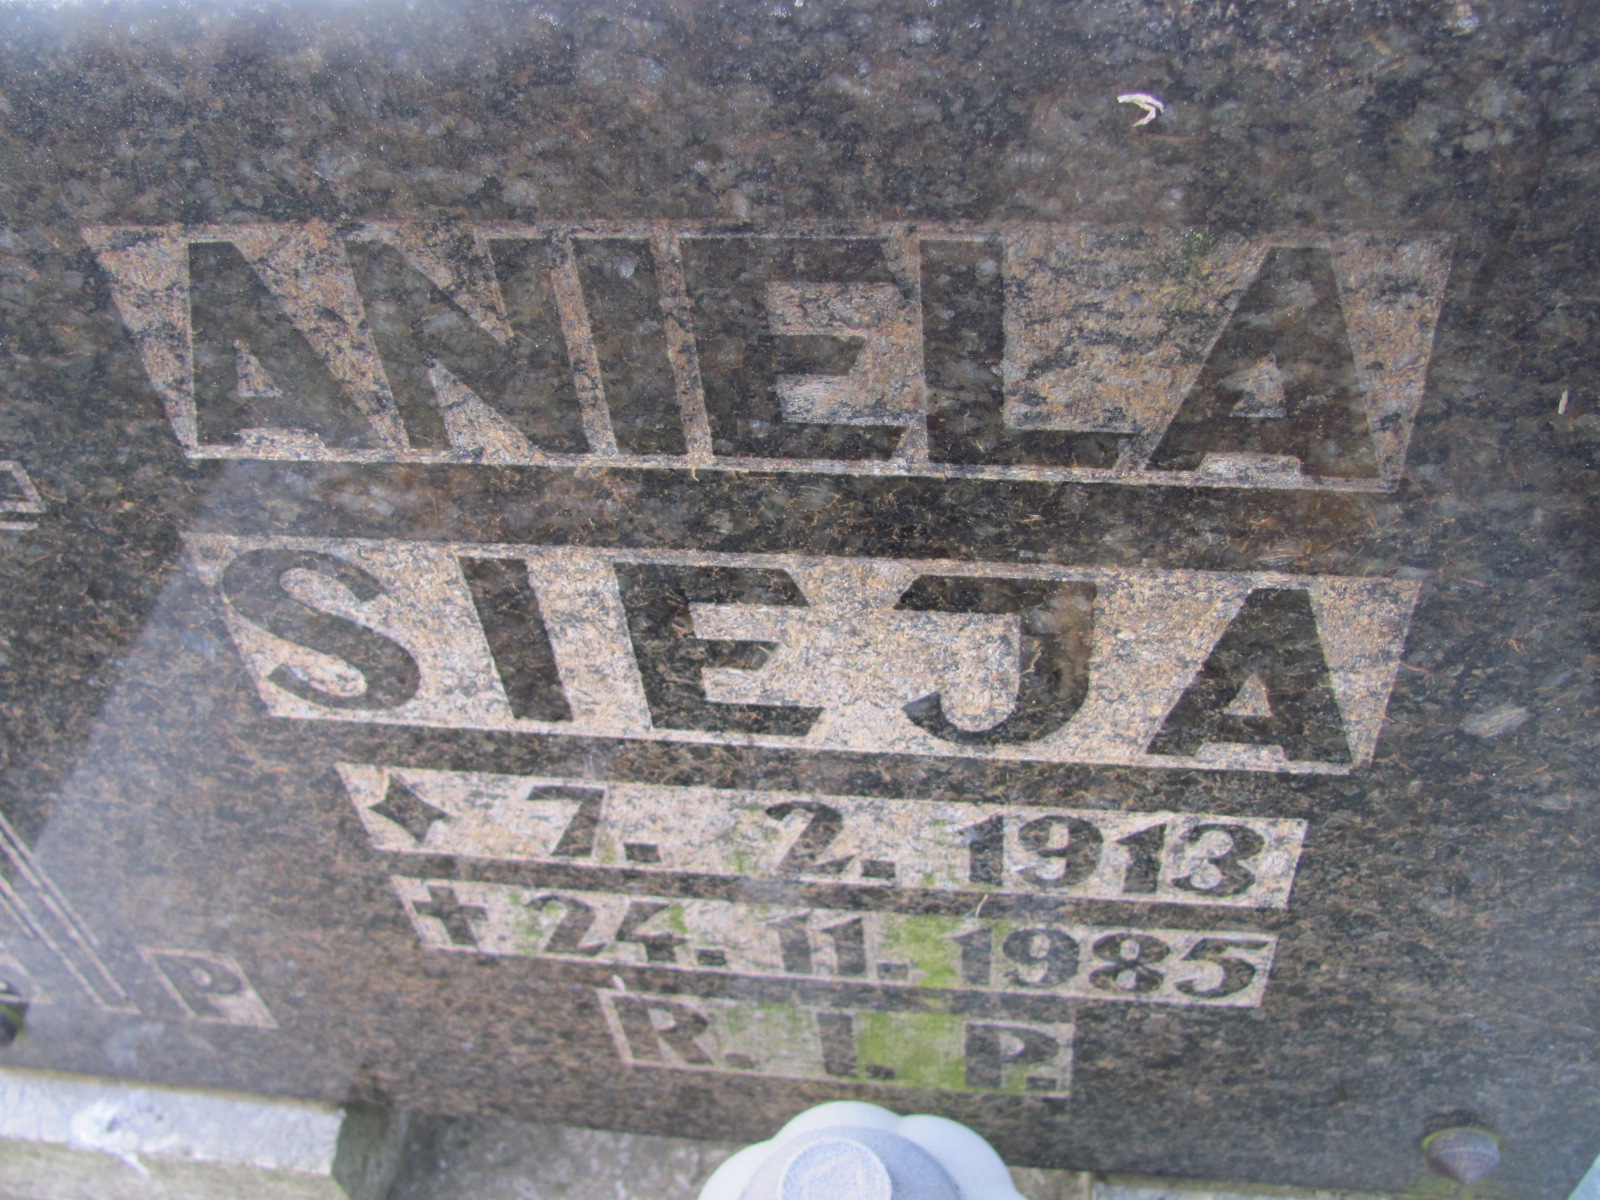 ANIELA
SIEJA
7. 2. 1913
24. 11. 1985
R. I. P.
P